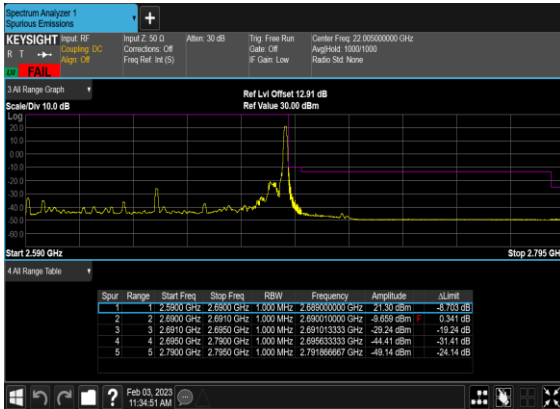 Spectrum Analyzer 1
Spurious Emissions
KEYSIGHT Input: RF Input Z: 50 Ω Atten: 30 dB Trig: Free Run Center Freq: 22.005000000 GHz
R T Coupling: DC Corrections: Off Gate: Off Avg|Hold: 1000/1000
Align: Off Freq Ref: Int (S) IF Gain: Low Radio Std: None
LNI FAIL
3 All Range Graph
Ref Lvl Offset 12.91 dB
Scale/Div 10.0 dB Ref Value 30.00 dBm
Log
20.0
10.0
0.00
-10.0
-20.0
-30.0
-40.0
-50.0
-60.0
Start 2.590 GHz Stop 2.795 GH
4 All Range Table
Spur Range Start Freq Stop Freq RBW Frequency Amplitude ΔLimit
1 1 2.5900 GHz 2.6900 GHz 1.000 MHz 2.689000000 GHz 21.30 dBm -8.703 dB
2 2 2.6900 GHz 2.6910 GHz 1.000 MHz 2.690010000 GHz -9.659 dBm F 0.341 dB
3 3 2.6910 GHz 2.6950 GHz 1.000 MHz 2.691013333 GHz -29.24 dBm -19.24 dB
4 4 2.6950 GHz 2.7900 GHz 1.000 MHz 2.695633333 GHz -44.41 dBm -31.41 dB
5 5 2.7900 GHz 2.7950 GHz 1.000 MHz 2.791866667 GHz -49.14 dBm -24.14 dB
Feb 03, 2023
11:34:51 AM